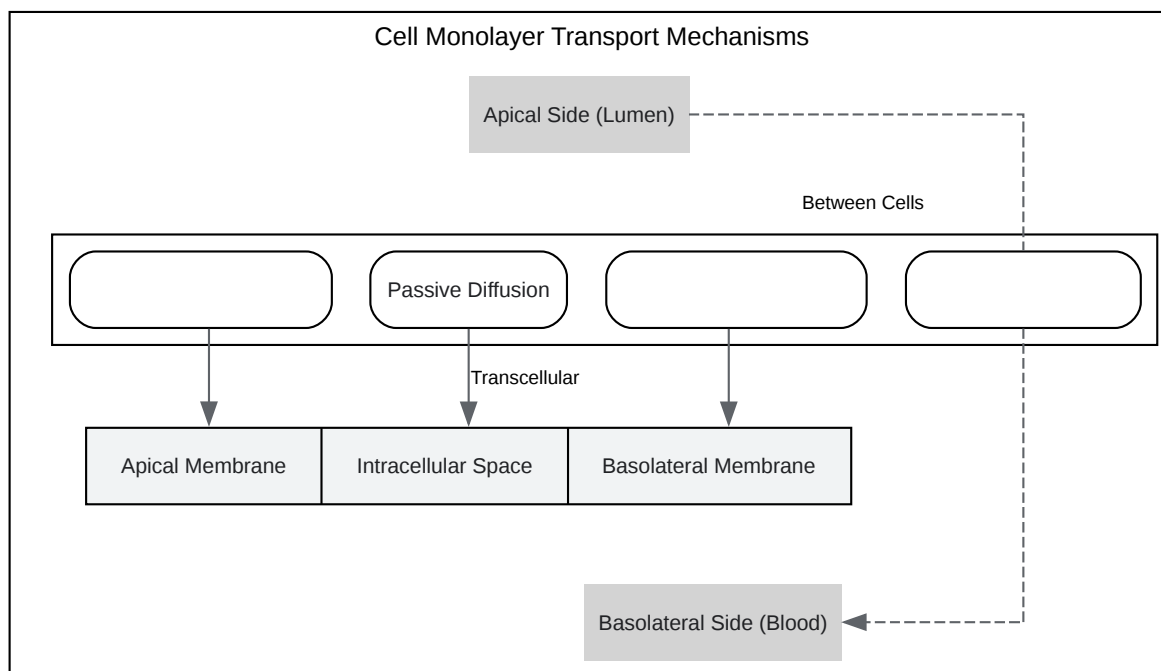 Cell Monolayer Transport Mechanisms
Apical Side (Lumen)
Between Cells
Passive Diffusion
Transcellular
Apical Membrane
Intracellular Space
Basolateral Membrane
Basolateral Side (Blood)